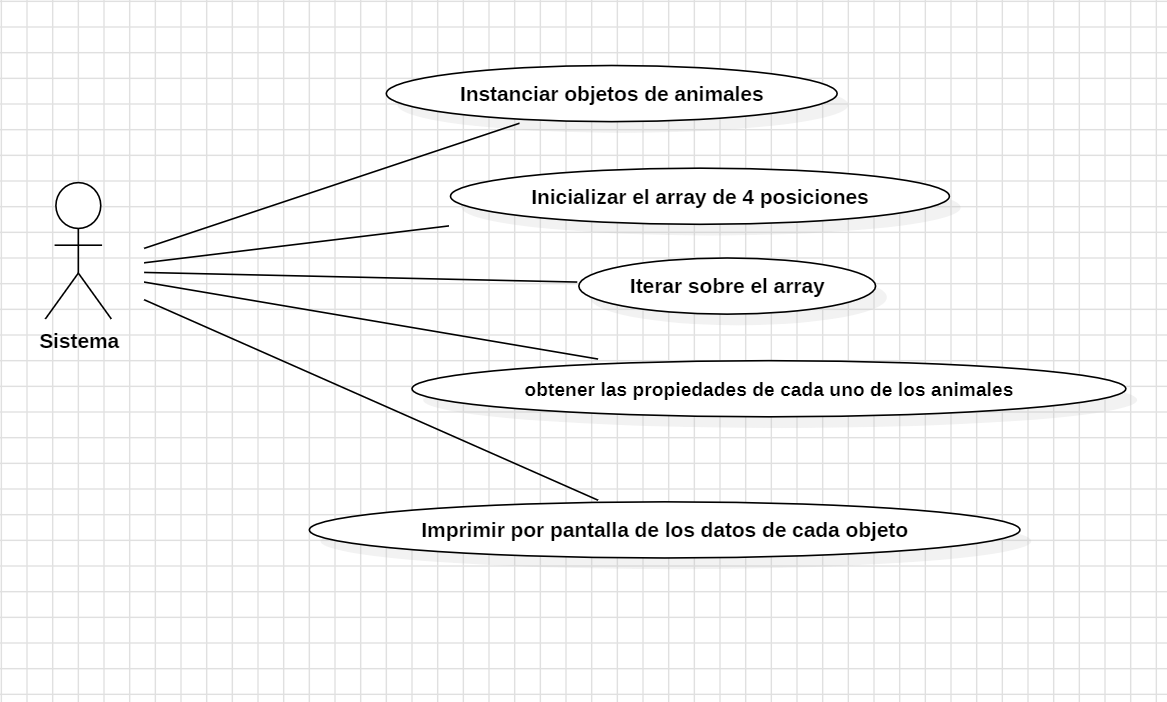 Instanciar objetos de animales
Inicializar el array de 4 posiciones
Iterar sobre el array
Sistema
obtener las propiedades de cada uno de los animales
Imprimir por pantalla de los datos de cada objeto